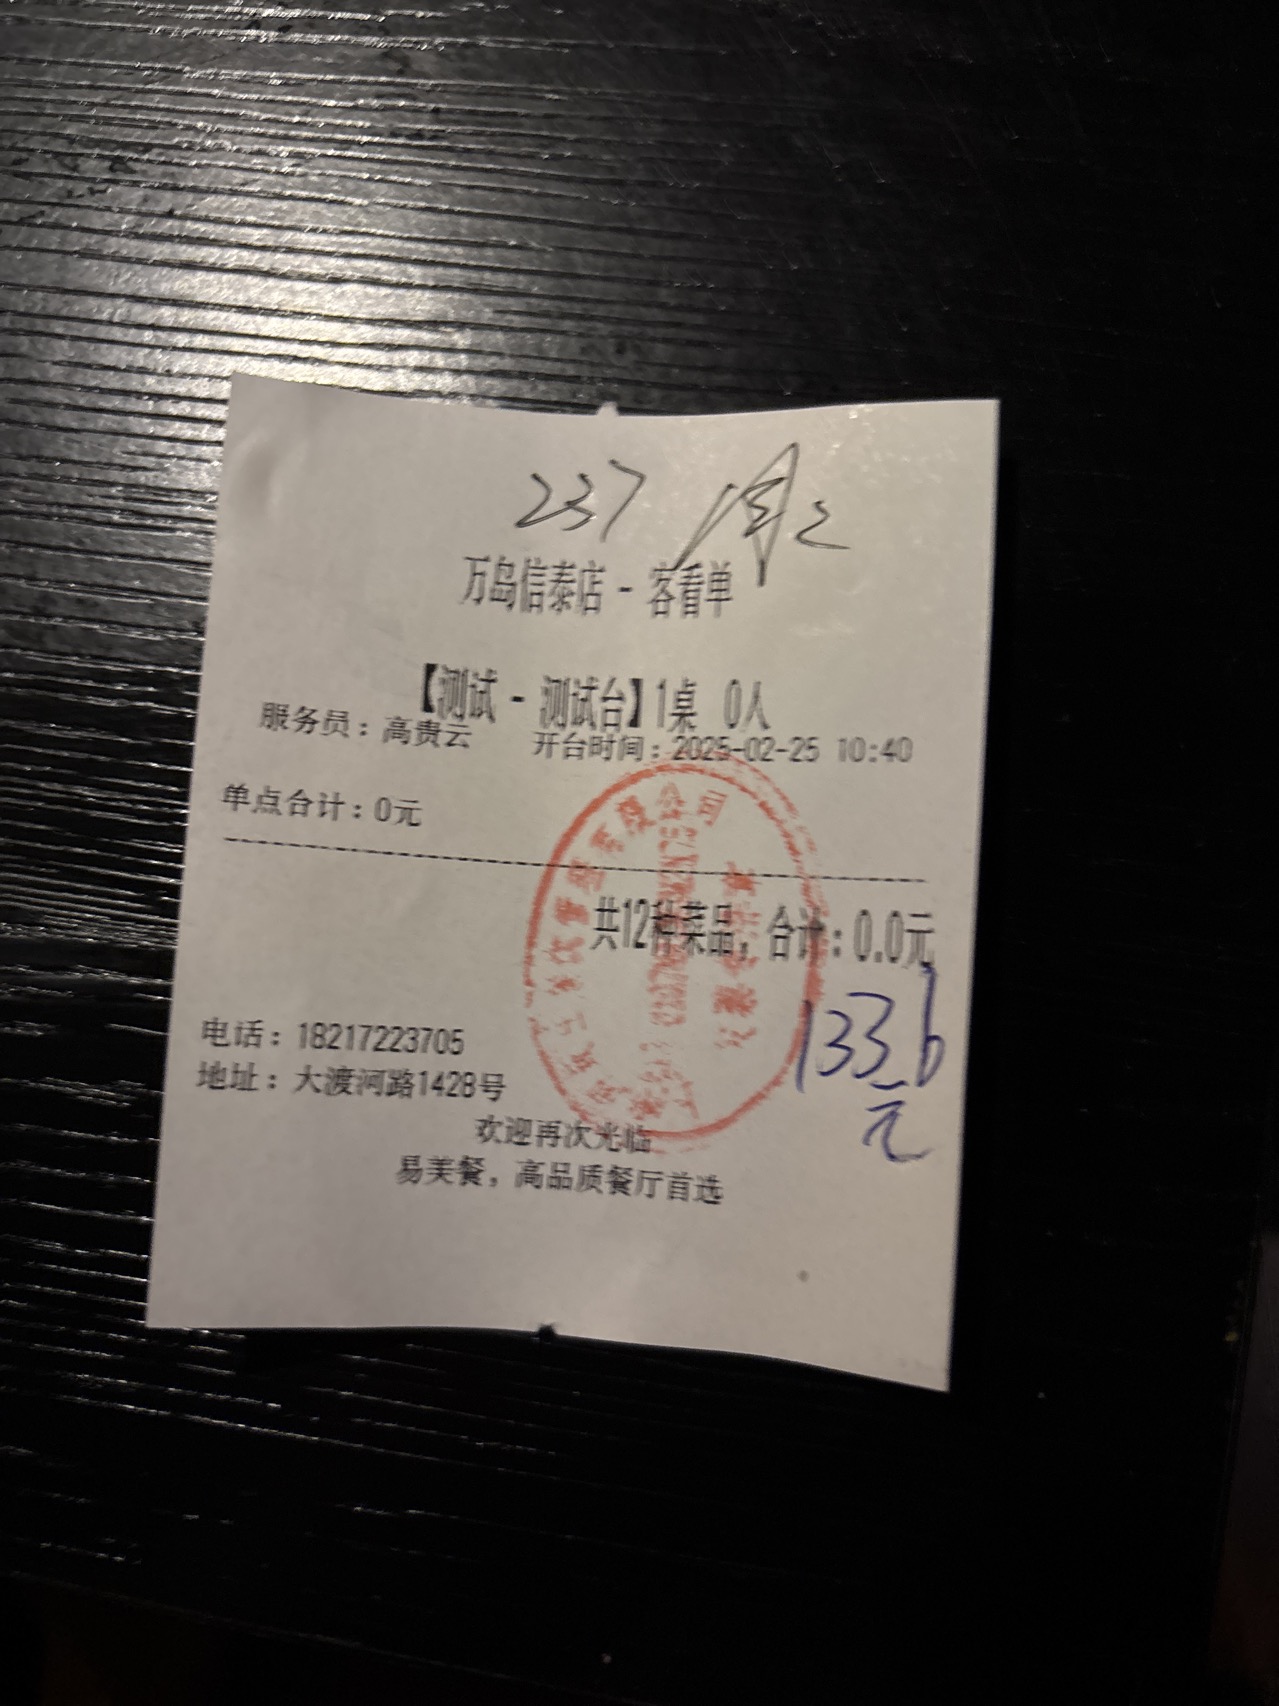 237
万岛信泰店 - 客看单
【测试 - 测试台】1桌 0人
服务员：高贵云 开台时间：2025-02-25 10:40
单点合计：0元
共12种菜品，合计：0.0元
133.6
元
电话：18217223705
地址：大渡河路1428号
欢迎再次光临
易美餐，高品质餐厅首选